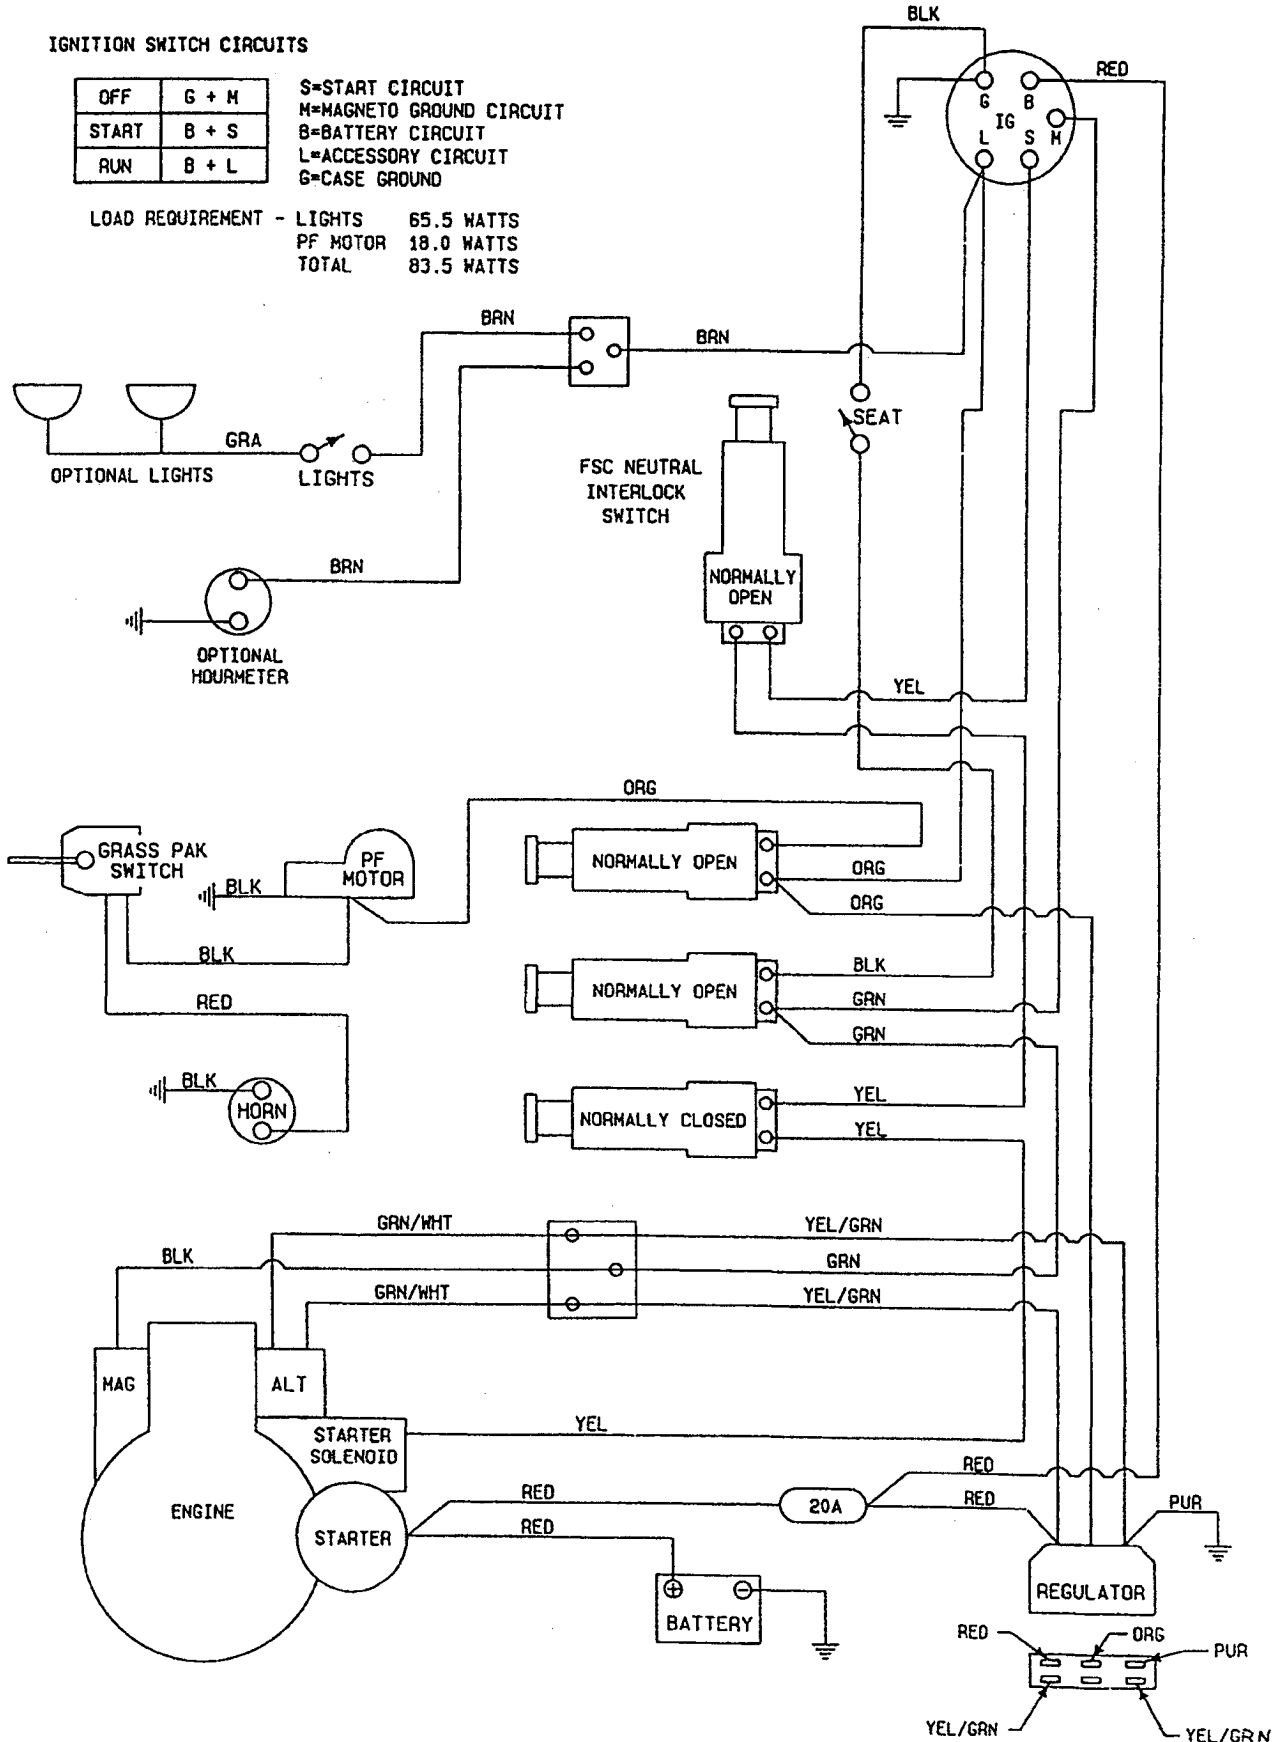 BLK
IGNITION SWITCH CIRCUITS
OFF G + M
START B + S
RUN B + L
S=START CIRCUIT
M=MAGNETO GROUND CIRCUIT
B=BATTERY CIRCUIT
L=ACCESSORY CIRCUIT
G=CASE GROUND
RED
G B
IG M
L S
LOAD REQUIREMENT - LIGHTS 65.5 WATTS
PF MOTOR 18.0 WATTS
TOTAL 83.5 WATTS
BRN
BRN
SEAT
GRA
OPTIONAL LIGHTS
LIGHTS
FSC NEUTRAL
INTERLOCK
SWITCH
BRN
NORMALLY
OPEN
OPTIONAL
HOURMETER
YEL
ORG
GRASS PAK
SWITCH
PF
MOTOR
BLK
NORMALLY OPEN
ORG
ORG
BLK
RED
NORMALLY OPEN
BLK
GRN
GRN
BLK
HORN
NORMALLY CLOSED
YEL
YEL
GRN/WHT
YEL/GRN
BLK
GRN
GRN/WHT
YEL/GRN
MAG
ALT
STARTER
SOLENOID
YEL
ENGINE
STARTER
RED
RED
20A
RED
RED
PUR
+ -
BATTERY
REGULATOR
RED
ORG
PUR
YEL/GRN
YEL/GRN